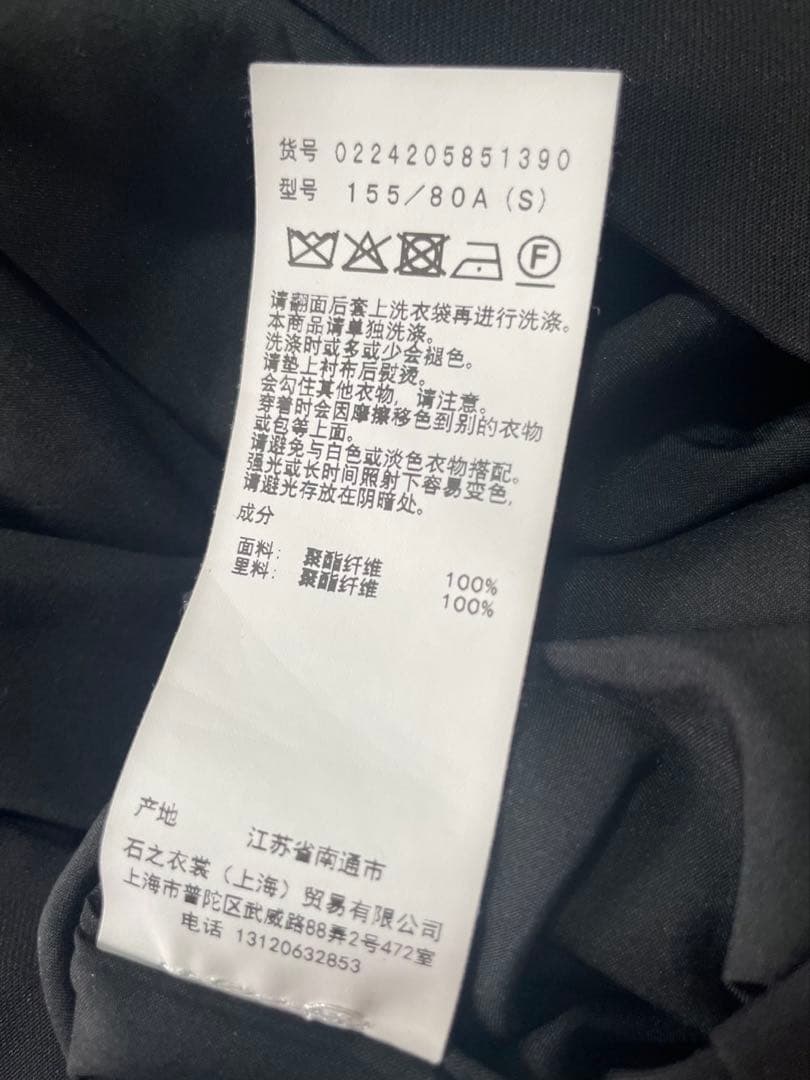 货号 0224205851390
型号 155/80A(S)
F
请翻面后套上洗衣袋再进行洗涤。
本商品请单独洗涤。
洗涤时或多或少会褪色。
请垫上衬布后熨烫。
会勾住其他衣物，请注意。
穿着时会因摩擦移色到别的衣物
或包等上面。
请避免与白色或淡色衣物搭配。
强光或长时间照射下容易变色，
请避光存放在阴暗处。
成分
面料： 聚酯纤维 100%
里料： 聚酯纤维 100%
产地 江苏省南通市
石之衣裳（上海）贸易有限公司
上海市普陀区武威路88弄2号472室
电话 13120632853